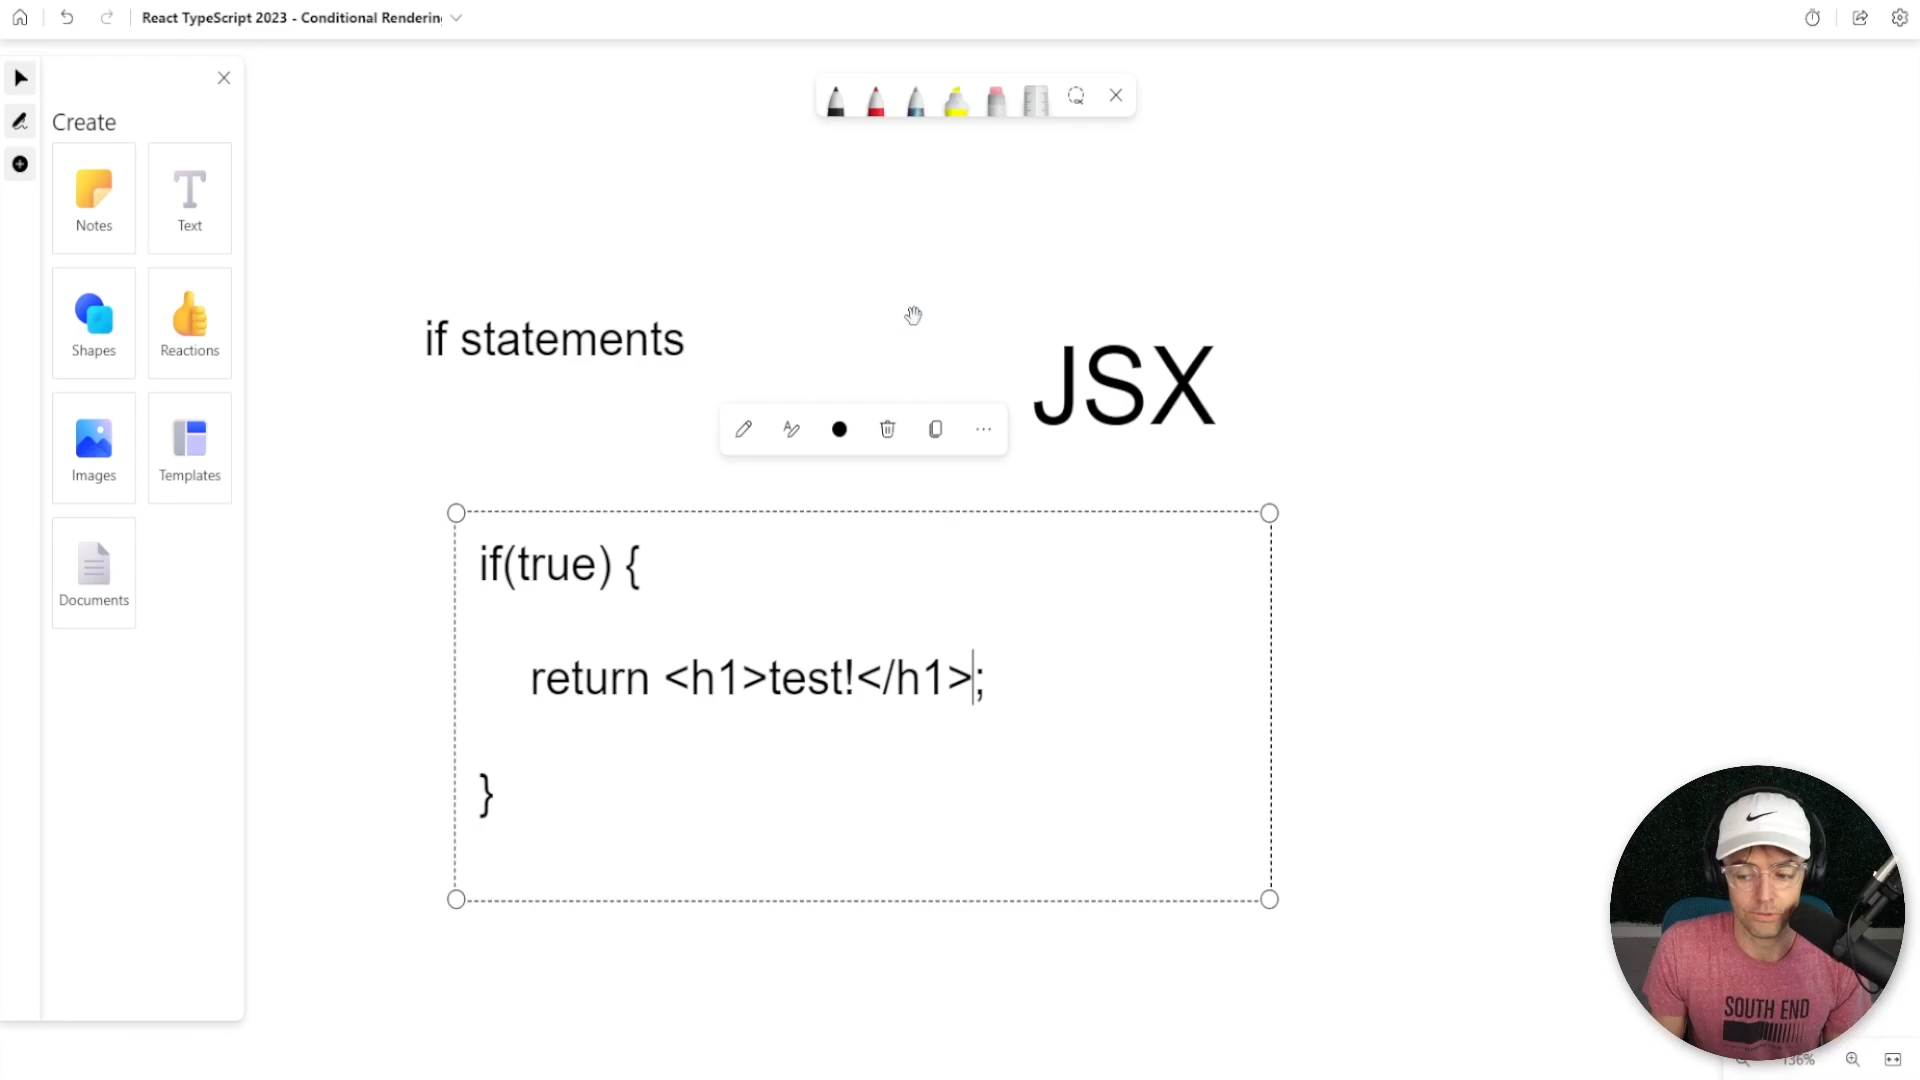 React TypeScript 2023 - Conditional Renderin
Create
Notes
Text
Shapes
Reactions
Images
Templates
Documents
if statements
JSX
if(true) {
return <h1>test!</h1>;
}
SOUTH END
136%